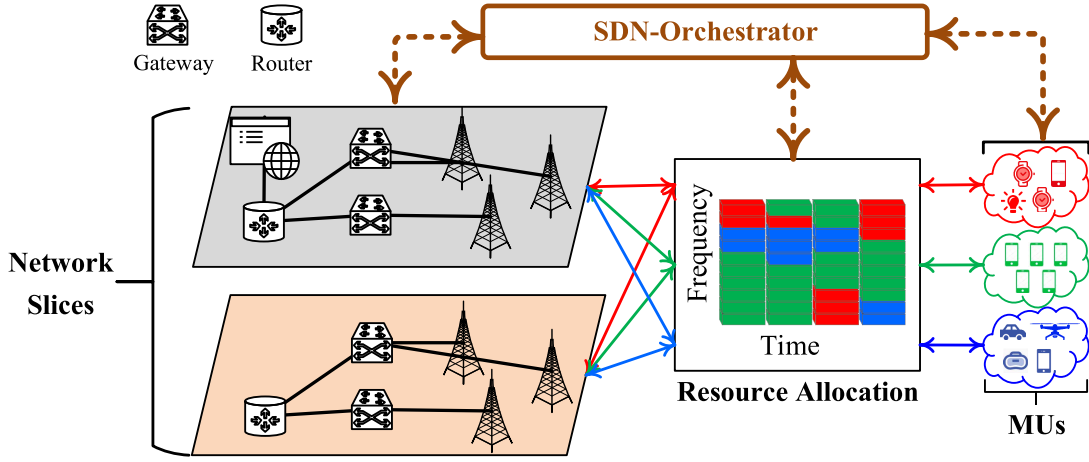 SDN-Orchestrator
Gateway
Router
Network
Slices
Frequency
Time
Resource Allocation
MUs